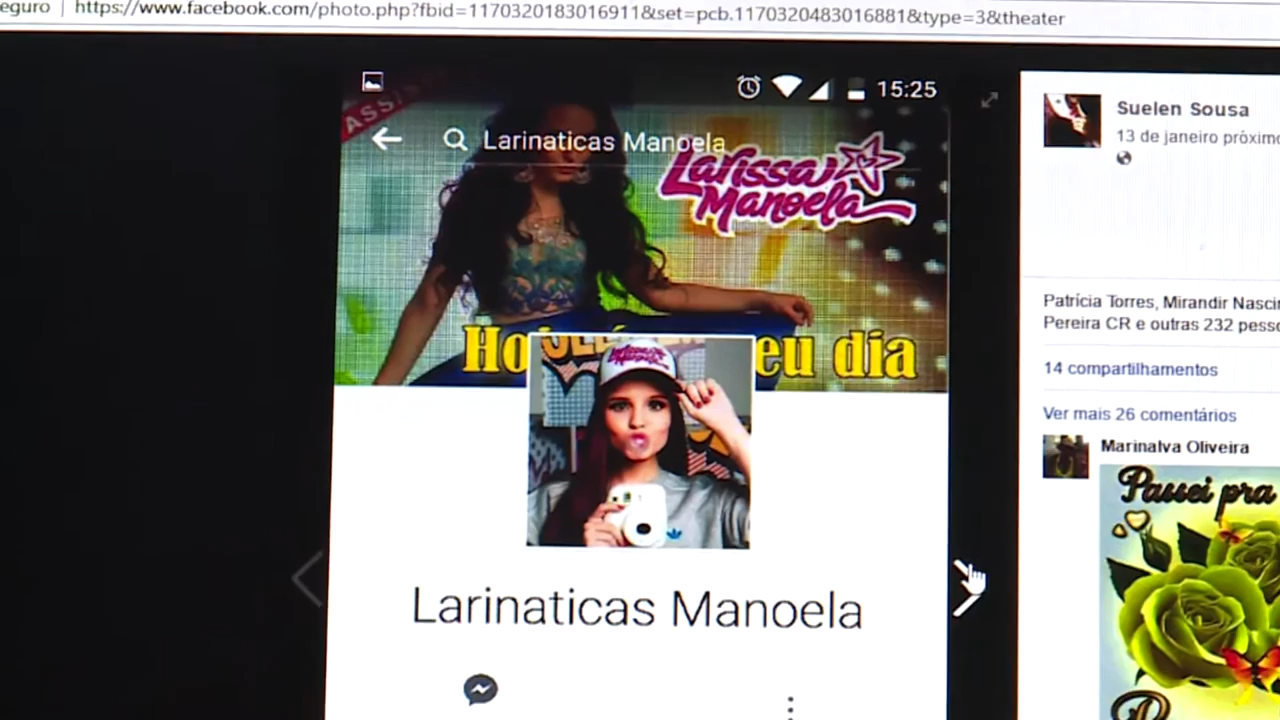 eguro | https://www.facebook.com/photo.php?fbid=1170320183016911&set=pcb.1170320483016881&type=3&theater
15:25
Larinaticas Manoela
Larissa
Manoela
Ho
eu dia
Larinaticas Manoela
Suelen Sousa
13 de janeiro próxim
Patrícia Torres, Mirandir Nasci
Pereira CR e outras 232 pess
14 compartilhamentos
Ver mais 26 comentários
Marinalva Oliveira
Passei pra